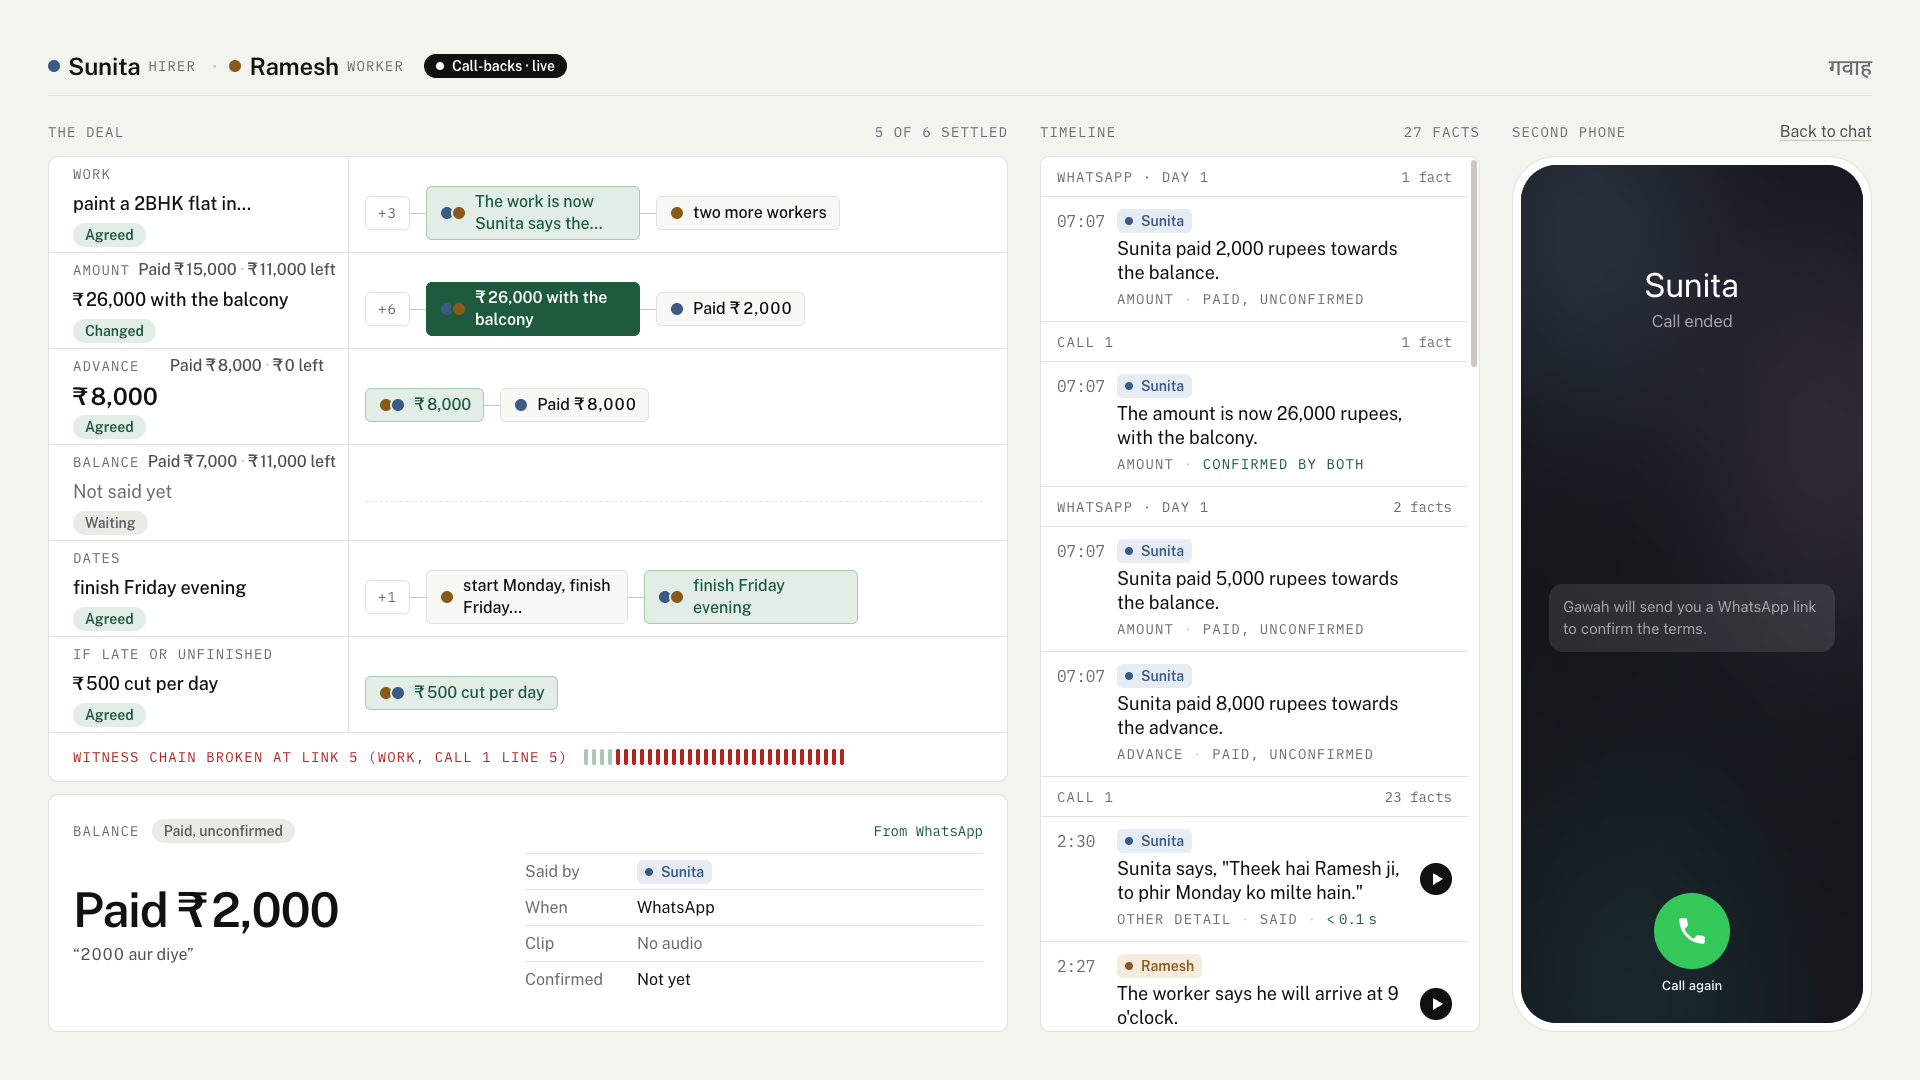 Sunita HIRER · Ramesh WORKER Call-backs · live
गवाह
THE DEAL 5 OF 6 SETTLED
WORK
paint a 2BHK flat in...
Agreed
+3
The work is now
Sunita says the...
two more workers
AMOUNT Paid ₹15,000 · ₹11,000 left
₹26,000 with the balcony
Changed
+6
₹26,000 with the
balcony
Paid ₹2,000
ADVANCE Paid ₹8,000 · ₹0 left
₹8,000
Agreed
₹8,000
Paid ₹8,000
BALANCE Paid ₹7,000 · ₹11,000 left
Not said yet
Waiting
DATES
finish Friday evening
Agreed
+1
start Monday, finish
Friday...
finish Friday
evening
IF LATE OR UNFINISHED
₹500 cut per day
Agreed
₹500 cut per day
WITNESS CHAIN BROKEN AT LINK 5 (WORK, CALL 1 LINE 5)
BALANCE Paid, unconfirmed
From WhatsApp
Paid ₹2,000
“2000 aur diye”
Said by Sunita
When WhatsApp
Clip No audio
Confirmed Not yet
TIMELINE 27 FACTS
WHATSAPP · DAY 1 1 fact
07:07 Sunita
Sunita paid 2,000 rupees towards
the balance.
AMOUNT · PAID, UNCONFIRMED
CALL 1 1 fact
07:07 Sunita
The amount is now 26,000 rupees,
with the balcony.
AMOUNT · CONFIRMED BY BOTH
WHATSAPP · DAY 1 2 facts
07:07 Sunita
Sunita paid 5,000 rupees towards
the balance.
AMOUNT · PAID, UNCONFIRMED
07:07 Sunita
Sunita paid 8,000 rupees towards
the advance.
ADVANCE · PAID, UNCONFIRMED
CALL 1 23 facts
2:30 Sunita
Sunita says, "Theek hai Ramesh ji,
to phir Monday ko milte hain."
OTHER DETAIL · SAID · <0.1 s
2:27 Ramesh
The worker says he will arrive at 9
o'clock.
SECOND PHONE Back to chat
Sunita
Call ended
Gawah will send you a WhatsApp link
to confirm the terms.
Call again